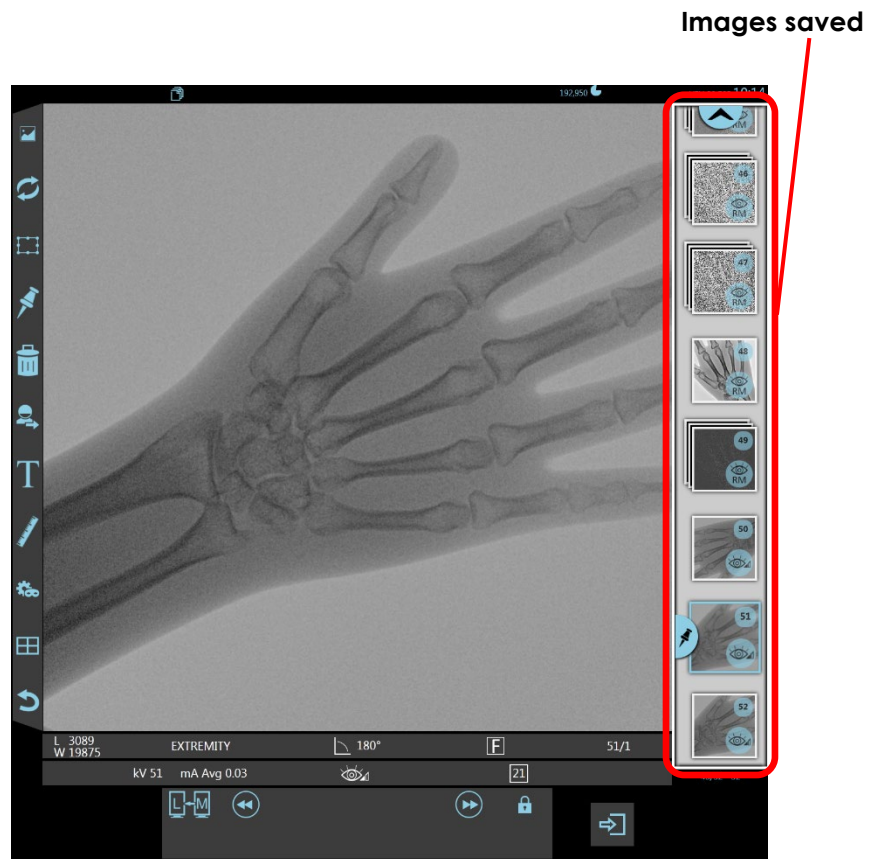 Images saved
192,950
RM
46
RM
47
RM
48
RM
49
RM
50
51
52
T
L 3089
W 19875
EXTREMITY 180° F 51/1
kV 51 mA Avg 0.03 21
L M